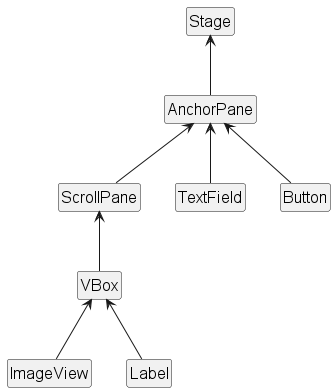 Stage
AnchorPane
ScrollPane
TextField
Button
VBox
ImageView
Label